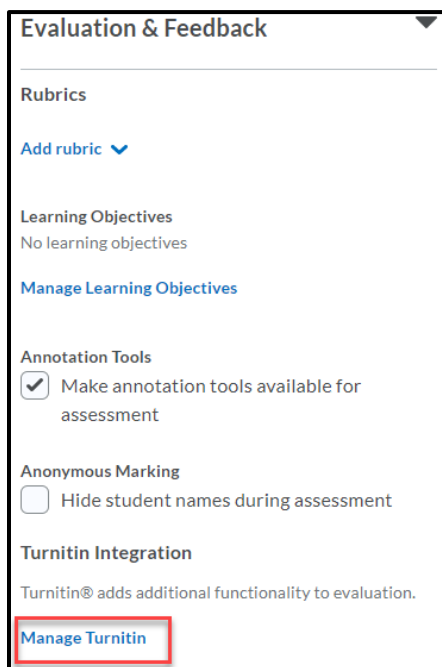 Evaluation & Feedback
Rubrics
Add rubric
Learning Objectives
No learning objectives
Manage Learning Objectives
Annotation Tools
Make annotation tools available for
assessment
Anonymous Marking
Hide student names during assessment
Turnitin Integration
Turnitin® adds additional functionality to evaluation.
Manage Turnitin